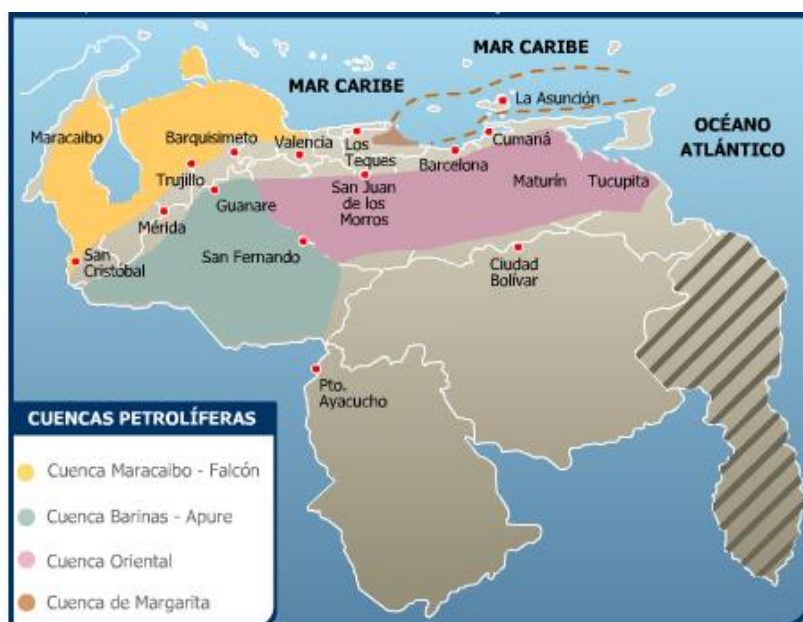 MAR CARIBE
MAR CARIBE
La Asunción
OCÉANO
ATLÁNTICO
Maracaibo
Barquisimeto
Valencia
Los
Teques
Cumaná
Barcelona
Trujillo
San Juan
de los
Morros
Maturín
Tucupita
Guanare
Mérida
San
Cristóbal
San Fernando
Ciudad
Bolívar
Pto.
Ayacucho
CUENCAS PETROLÍFERAS
Cuenca Maracaibo - Falcón
Cuenca Barinas - Apure
Cuenca Oriental
Cuenca de Margarita